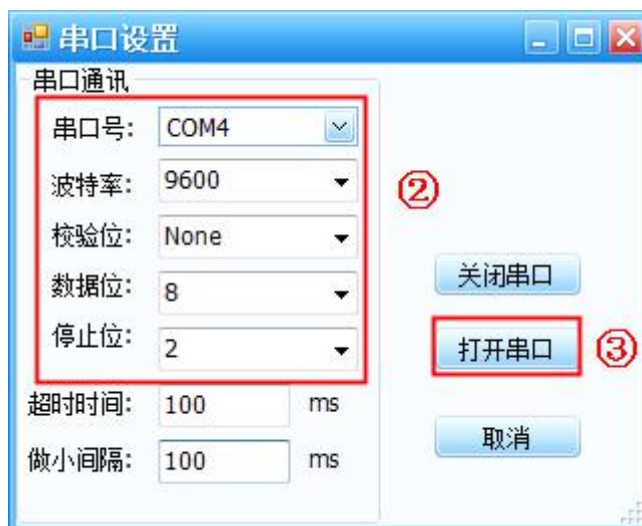 串口设置
串口通讯
串口号: COM4
波特率: 9600
②
校验位: None
数据位: 8
关闭串口
停止位: 2
打开串口 ③
超时时间: 100 ms
取消
做小间隔: 100 ms